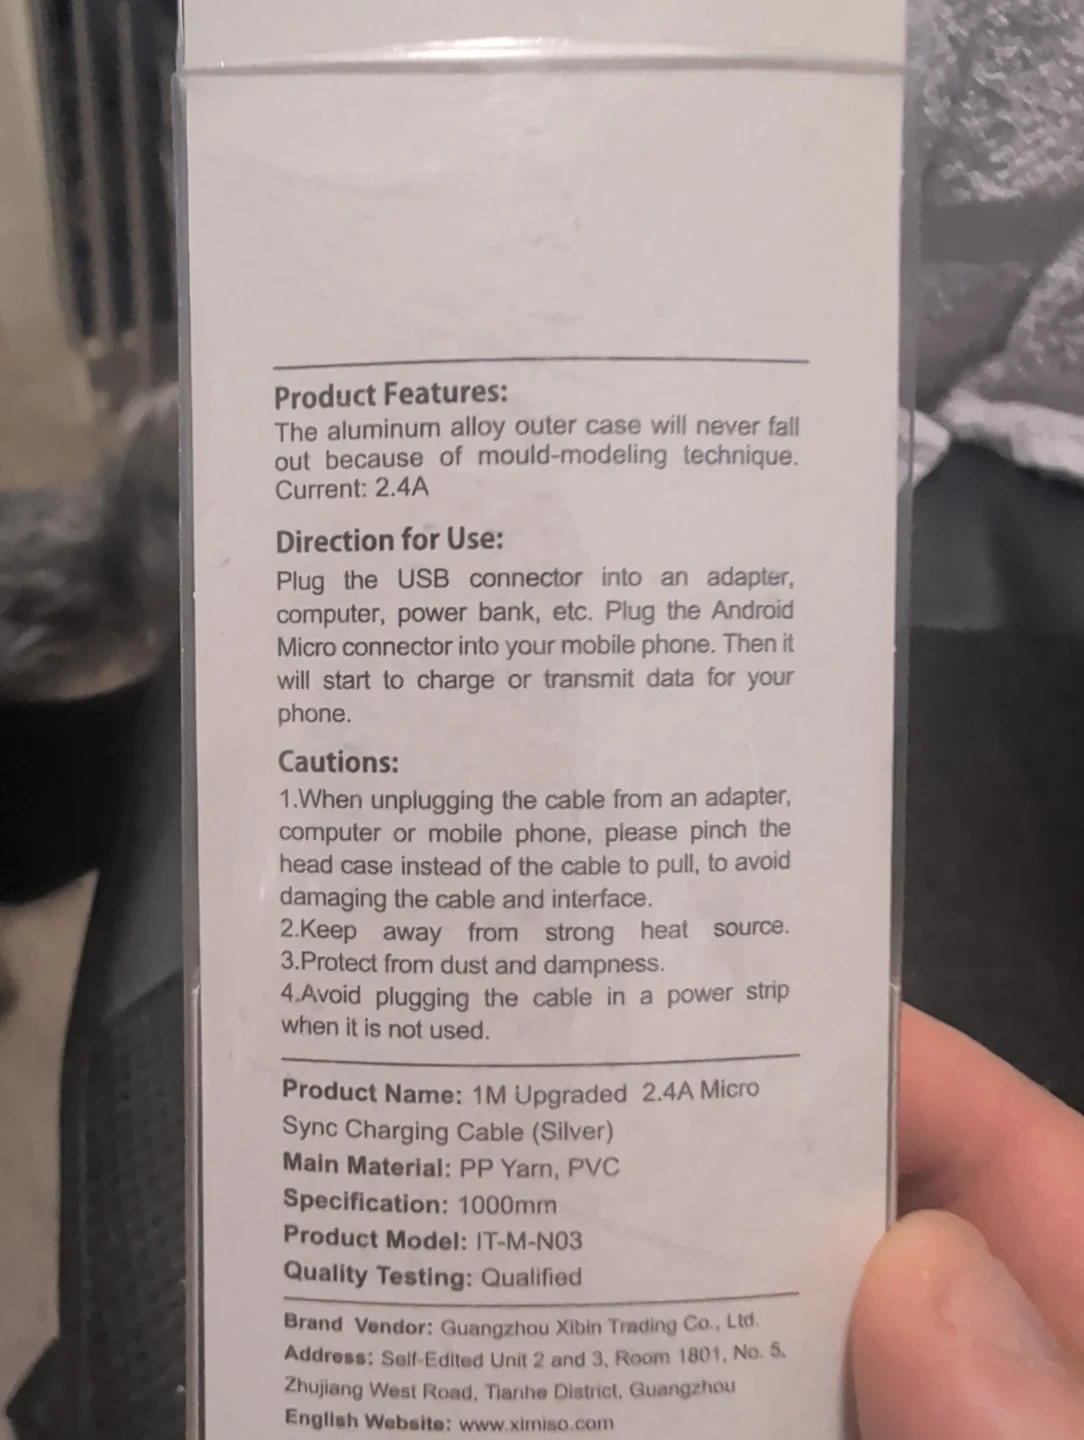 Product Features:
The aluminum alloy outer case will never fall
out because of mould-modeling technique.
Current: 2.4A
Direction for Use:
Plug the USB connector into an adapter,
computer, power bank, etc. Plug the Android
Micro connector into your mobile phone. Then it
will start to charge or transmit data for your
phone.
Cautions:
1.When unplugging the cable from an adapter,
computer or mobile phone, please pinch the
head case instead of the cable to pull, to avoid
damaging the cable and interface.
2.Keep away from strong heat source.
3.Protect from dust and dampness.
4.Avoid plugging the cable in a power strip
when it is not used.
Product Name: 1M Upgraded 2.4A Micro
Sync Charging Cable (Silver)
Main Material: PP Yarn, PVC
Specification: 1000mm
Product Model: IT-M-N03
Quality Testing: Qualified
Brand Vendor: Guangzhou Xibin Trading Co., Ltd.
Address: Self-Edited Unit 2 and 3, Room 1801, No. 5,
Zhujiang West Road, Tianhe District, Guangzhou
English Website: www.ximiso.com